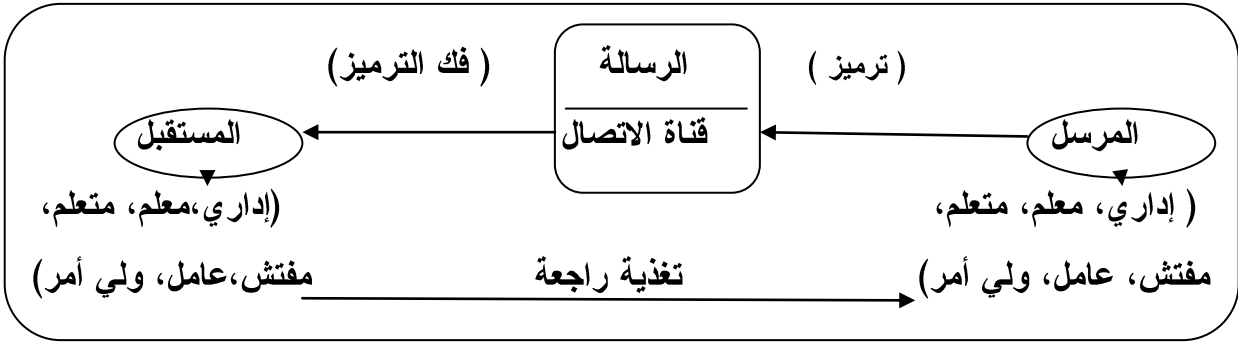 ( ترميز )
الرسالة
( فك الترميز)
المرسل
قناة الاتصال
المستقبل
( إداري، معلم، متعلم،
مفتش، عامل، ولي أمر)
(إداري،معلم، متعلم،
مفتش،عامل، ولي أمر)
تغذية راجعة